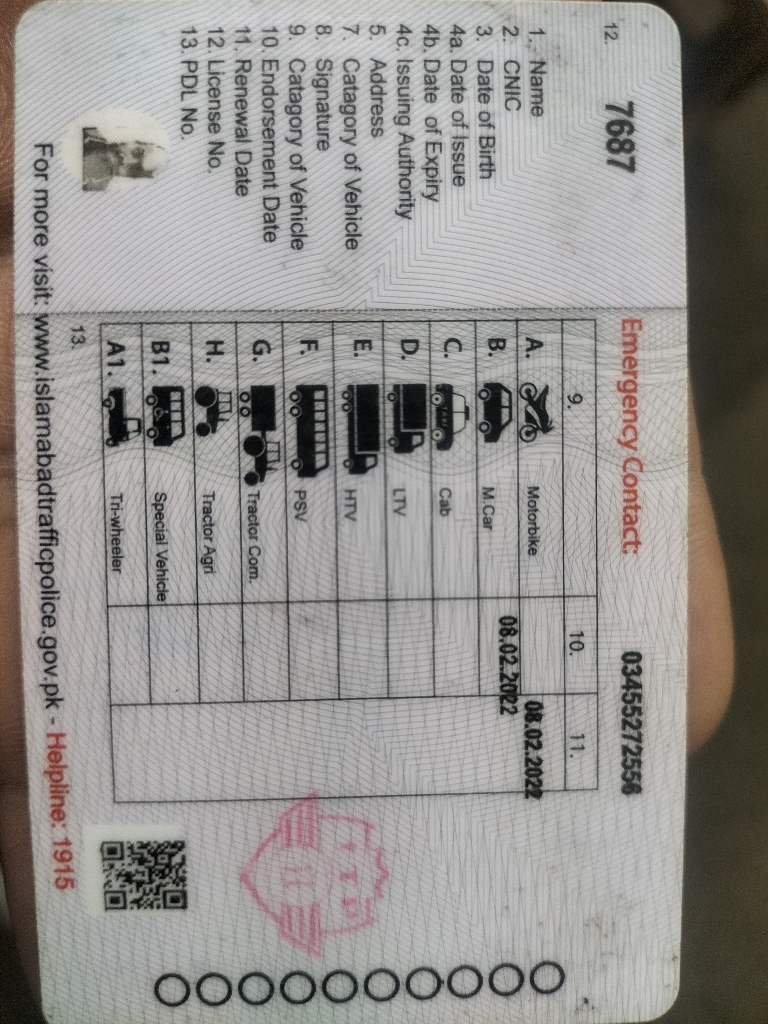 12. 7687
Emergency Contact: 03455272556
1. Name
2. CNIC
3. Date of Birth
4a. Date of Issue
4b. Date of Expiry
4c. Issuing Authority
5. Address
7. Catagory of Vehicle
8. Signature
9. Catagory of Vehicle
10. Endorsement Date
11. Renewal Date
12. License No.
13. PDL No.
9. 10. 11.
A. Motorbike 08.02.2022
B. M.Car 08.02.2022
C. TAXI Cab
D. LTV
E. HTV
F. PSV
G. Tractor Com.
H. Tractor Agri
B1. Special Vehicle
A1. Tri-wheeler
13.
ITP
For more visit: www.islamabadtrafficpolice.gov.pk - Helpline: 1915